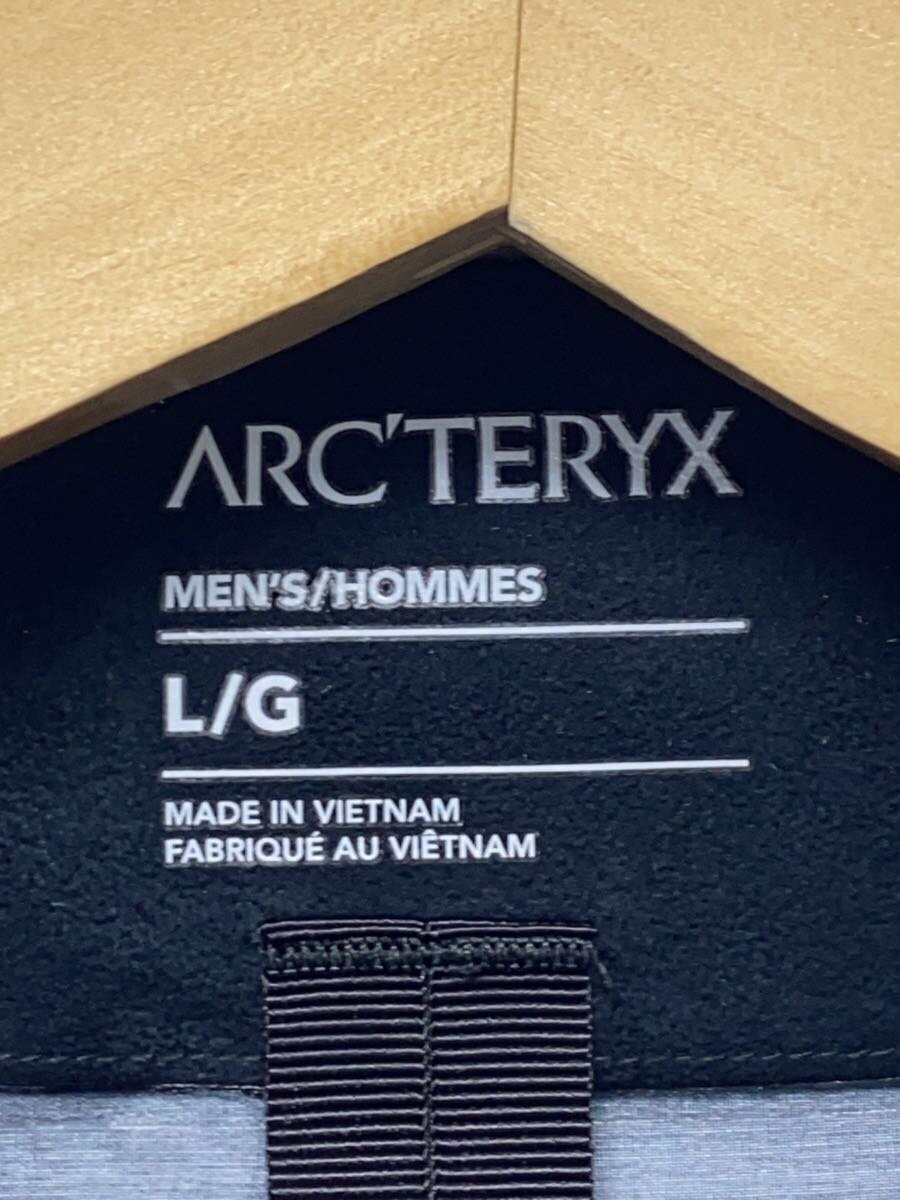 ARC'TERYX
MEN'S/HOMMES
L/G
MADE IN VIETNAM
FABRIQUÉ AU VIÊTNAM